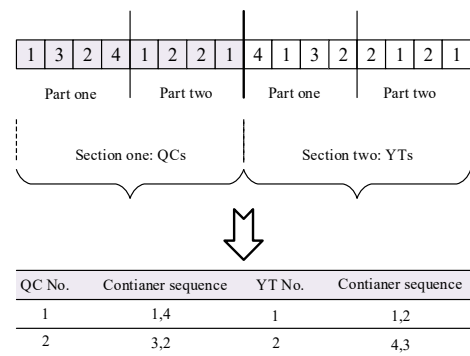 1 3 2 4 1 2 2 1 4 1 3 2 2 1 2 1
Part one Part two Part one Part two
Section one: QCs Section two: YTs
QC No. Contianer sequence YT No. Contianer sequence
1 1,4 1 1,2
2 3,2 2 4,3